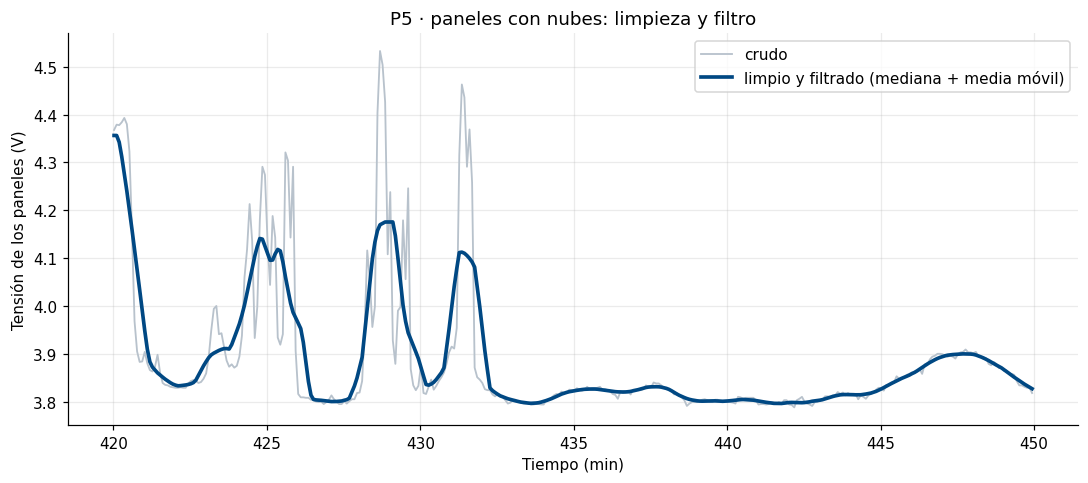 P5 · paneles con nubes: limpieza y filtro
crudo
limpio y filtrado (mediana + media móvil)
Tensión de los paneles (V)
4.5
4.4
4.3
4.2
4.1
4.0
3.9
3.8
420 425 430 435 440 445 450
Tiempo (min)